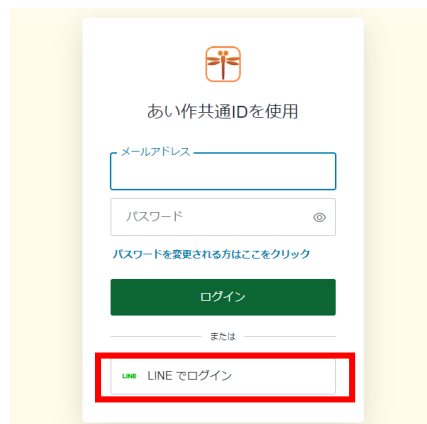 あい作共通IDを使用
メールアドレス
パスワード
パスワードを変更される方はここをクリック
ログイン
または
LINE LINE でログイン